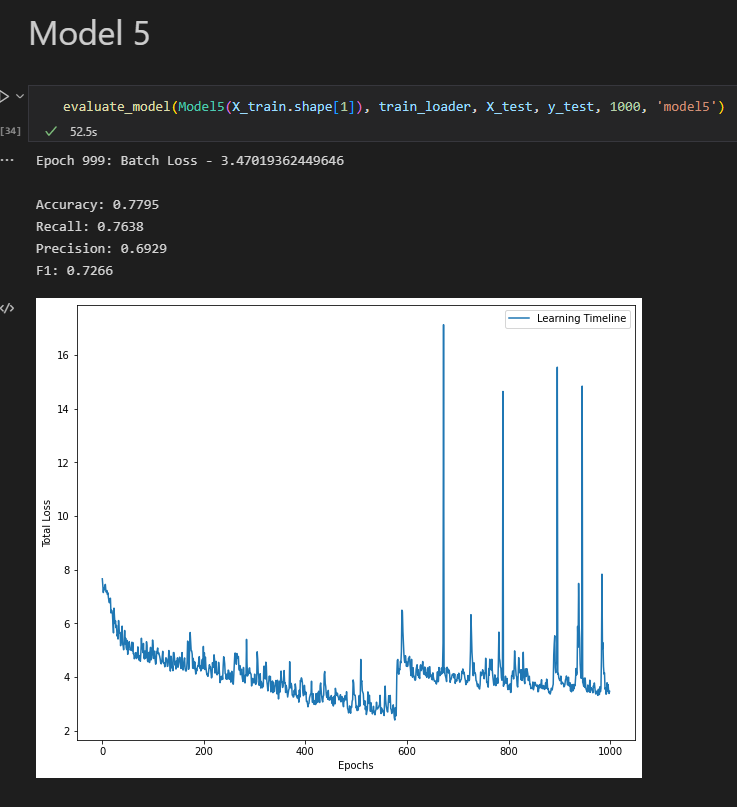 Model 5
evaluate_model(Model5(X_train.shape[1]), train_loader, X_test, y_test, 1000, 'model5')
[34]
52.5s
Epoch 999: Batch Loss - 3.47019362449646
Accuracy: 0.7795
Recall: 0.7638
Precision: 0.6929
F1: 0.7266
Learning Timeline
16
14
12
10
8
6
4
2
Total Loss
0 200 400 600 800 1000
Epochs